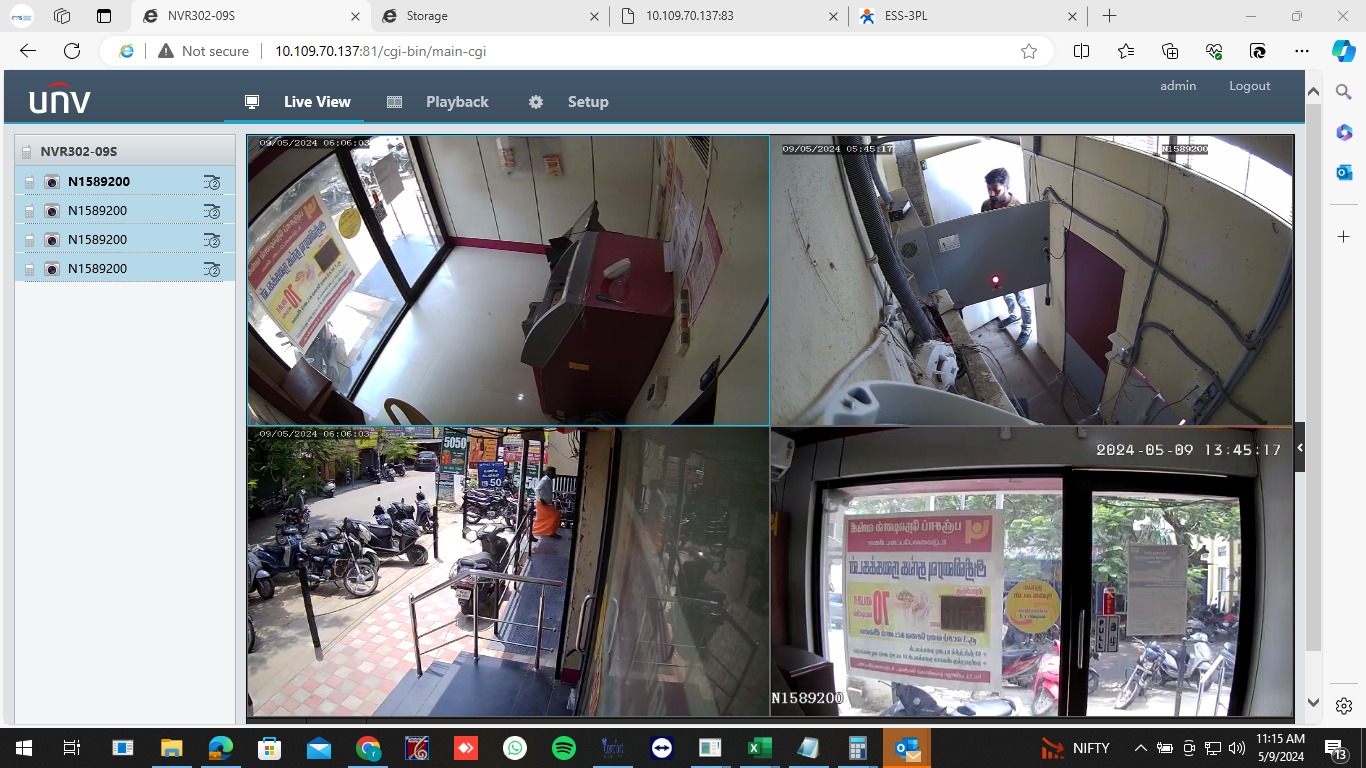 NVR302-09S
Storage
10.109.70.137:83
ESS-3PL
Not secure
10.109.70.137:81/cgi-bin/main-cgi
unv
Live View
Playback
Setup
admin
Logout
NVR302-09S
N1589200
N1589200
N1589200
N1589200
09/05/2024 06:06:03
09/05/2024 05:45:17
N1589200
09/05/2024 06:06:03
5050
50
2024-05-09 13:45:17
70
N1589200
NIFTY
11:15 AM
5/9/2024
13